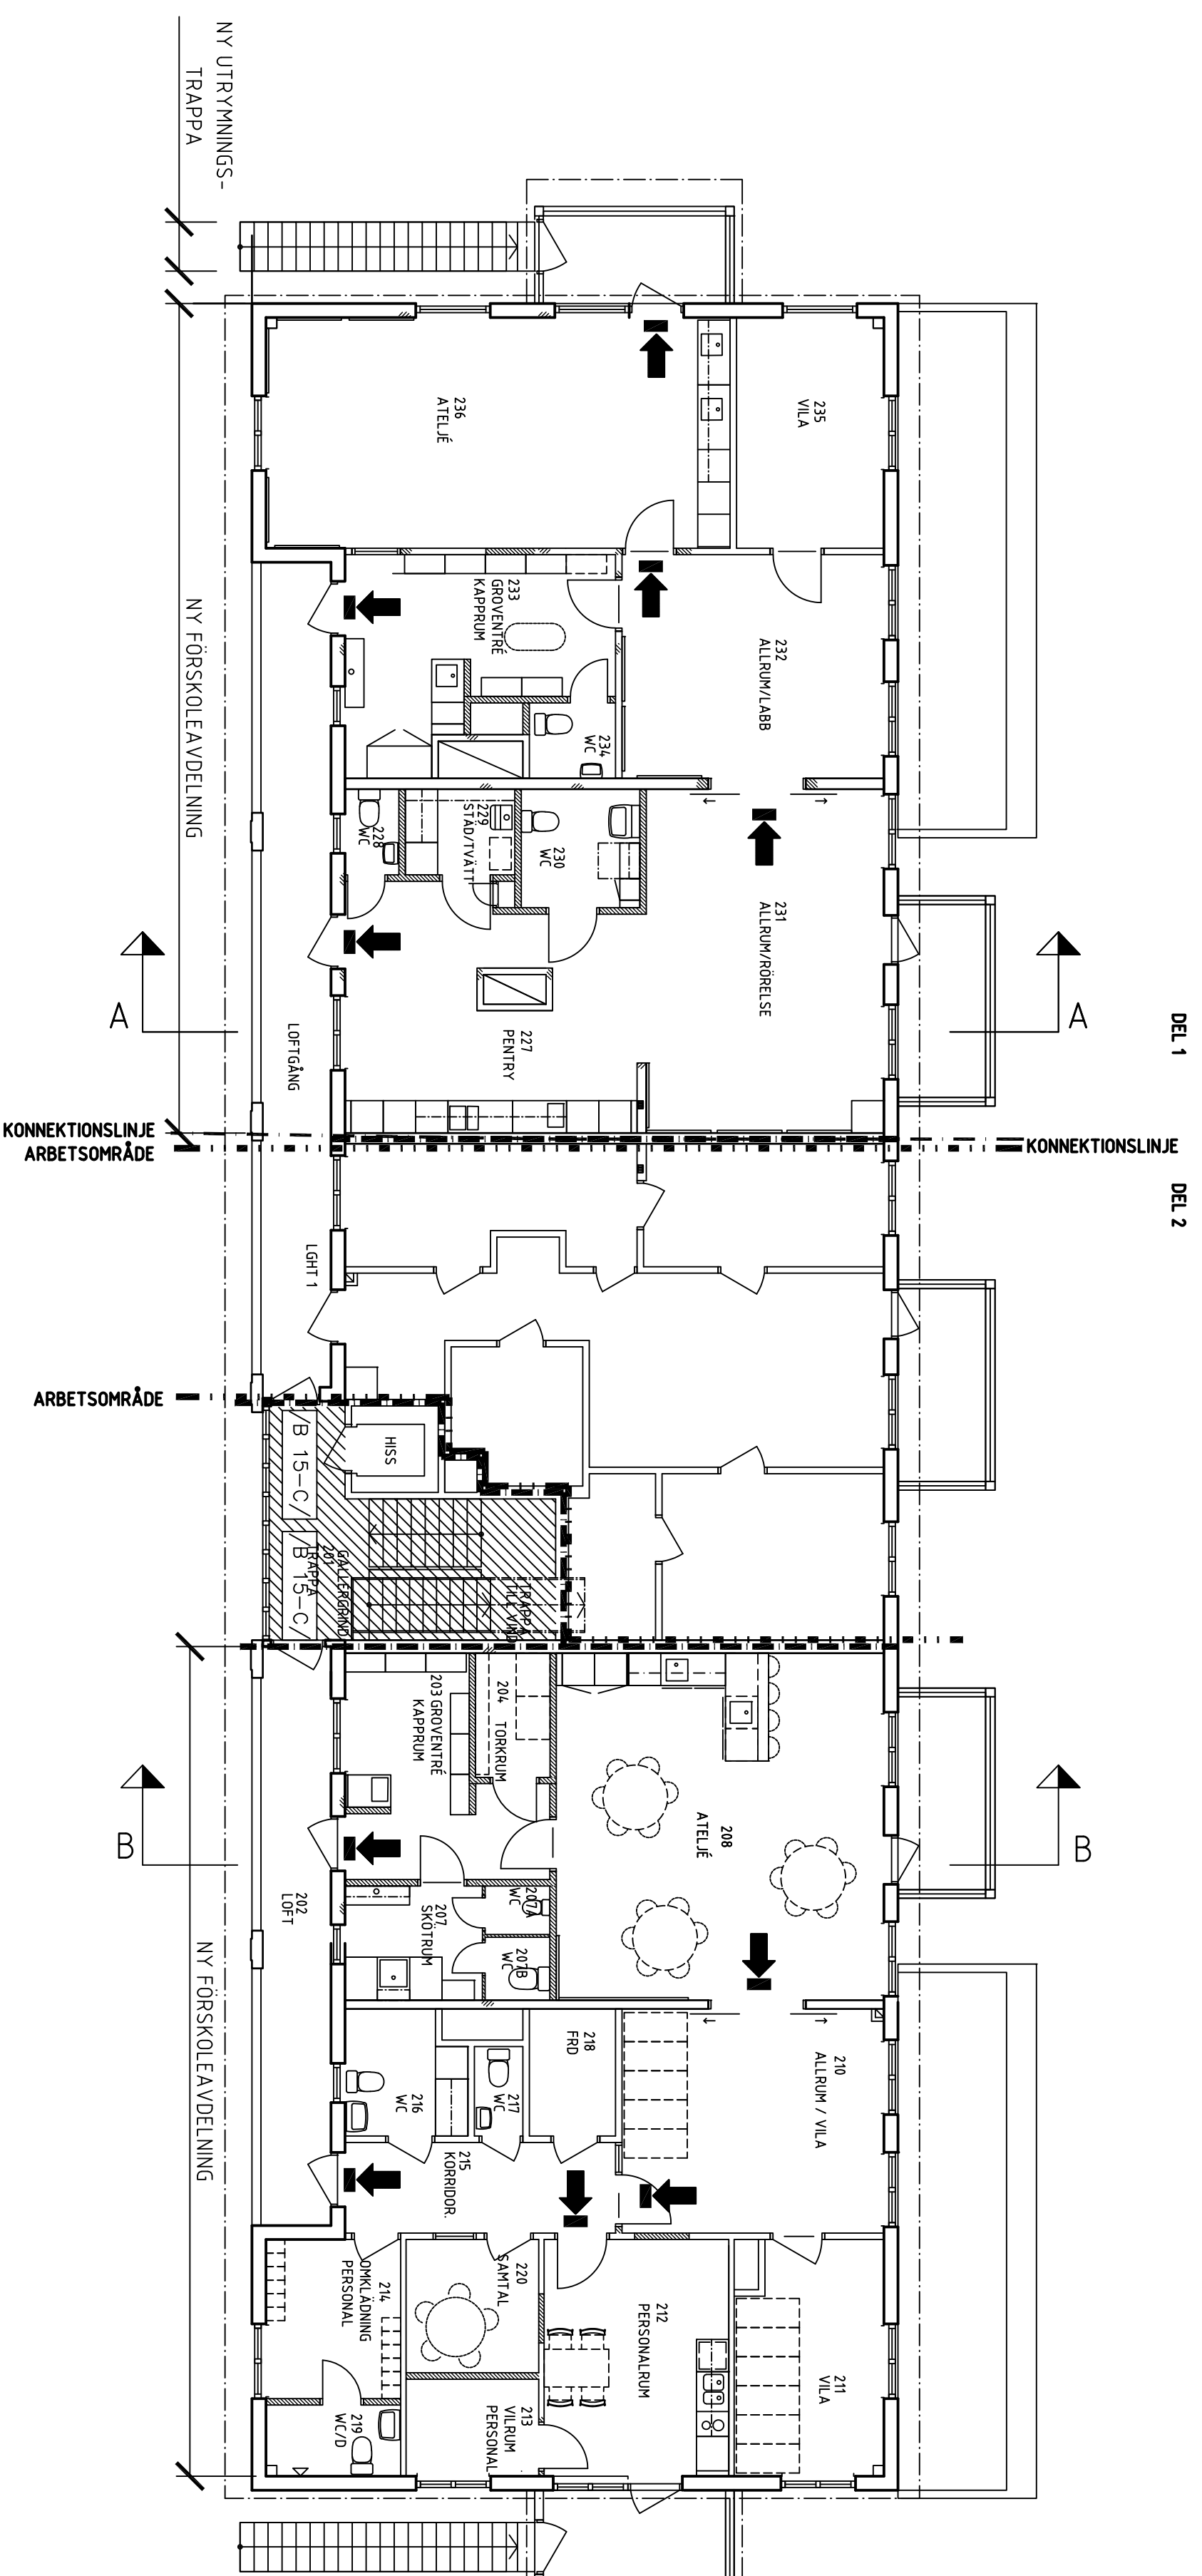 NY UTRYMNINGS-
TRAPPA
236
ATELJÉ
235
VILA
NY FÖRSKOLEAVDELNING
233
GROVENTRÉ
KAPPRUM
232
ALLRUM/LABB
234
WC
228
WC
229
STÄD/TVÄTT
230
WC
231
ALLRUM/RÖRELSE
A
A
LOFTGÅNG
227
PENTRY
DEL 1
KONNEKTIONSLINJE
ARBETSOMRÅDE
KONNEKTIONSLINJE
DEL 2
LGHT 1
ARBETSOMRÅDE
HISS
/B 15-C/
/B 15-C/
GALLERGRIND
201
TRAPPA
TRAPPA
TILL VIND
203 GROVENTRÉ
KAPPRUM
204 TORKRUM
208
ATELJÉ
B
B
202
LOFT
207
SKÖTRUM
207A
WC
207B
WC
NY FÖRSKOLEAVDELNING
218
FRD
210
ALLRUM / VILA
216
WC
217
WC
215
KORRIDOR.
214
OMKLÄDNING
PERSONAL
220
SAMTAL
212
PERSONALRUM
211
VILA
219
WC/D
213
VILRUM
PERSONAL